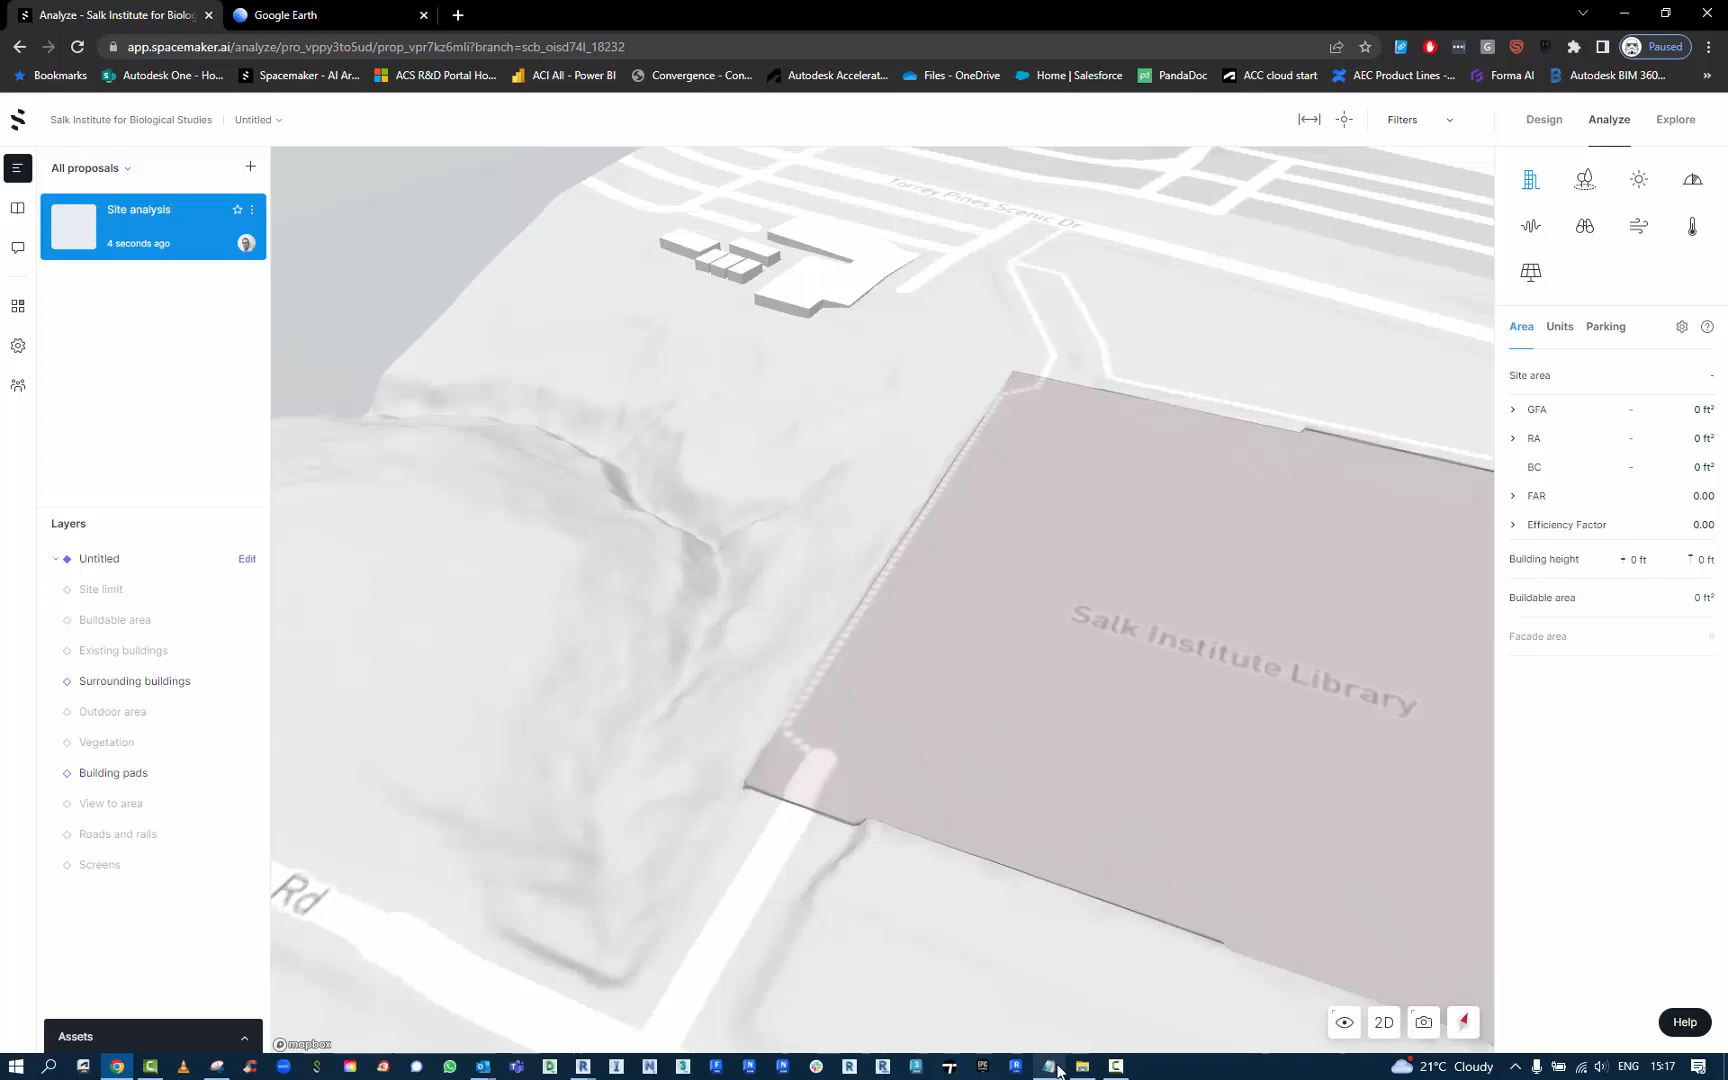 Analyze - Salk Institute for Biolog
Google Earth
app.spacemaker.ai/analyze/pro_vppy3to5ud/prop_vpr7kz6mli?branch=scb_oisd74l_18232
Paused
Bookmarks
Autodesk One - Ho...
Spacemaker - AI Ar...
ACS R&D Portal Ho...
ACI All - Power BI
Convergence - Con...
Autodesk Accelerat...
Files - OneDrive
Home | Salesforce
PandaDoc
ACC cloud start
AEC Product Lines -...
Forma AI
Autodesk BIM 360...
Salk Institute for Biological Studies
Untitled
Filters
Design
Analyze
Explore
All proposals
Site analysis
4 seconds ago
Torrey Pines Scenic Dr
Salk Institute Library
Rd
Layers
Untitled
Edit
Site limit
Buildable area
Existing buildings
Surrounding buildings
Outdoor area
Vegetation
Building pads
View to area
Roads and rails
Screens
Assets
mapbox
2D
Area
Units
Parking
Site area -
GFA - 0 ft²
RA - 0 ft²
BC - 0 ft²
FAR 0.00
Efficiency Factor 0.00
Building height 0 ft 0 ft
Buildable area 0 ft²
Facade area 0
Help
21°C Cloudy
ENG
15:17